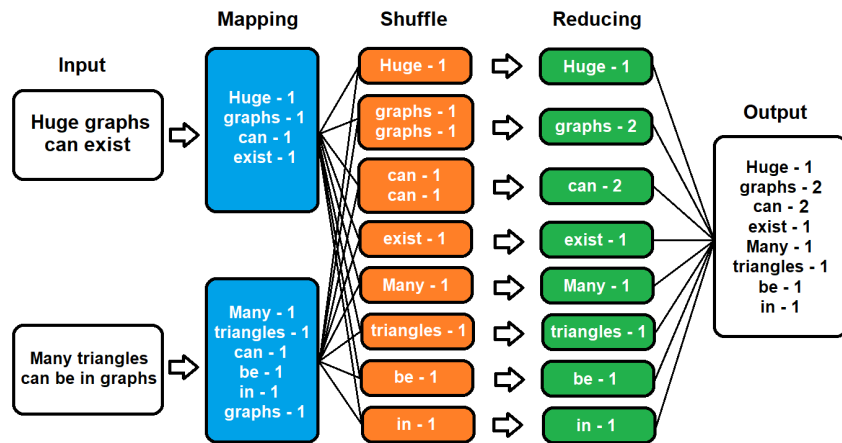 Input
Mapping
Shuffle
Reducing
Output
Huge graphs
can exist
Many triangles
can be in graphs
Huge - 1
graphs - 1
can - 1
exist - 1
Many - 1
triangles - 1
can - 1
be - 1
in - 1
graphs - 1
Huge - 1
graphs - 1
graphs - 1
can - 1
can - 1
exist - 1
Many - 1
triangles - 1
be - 1
in - 1
Huge - 1
graphs - 2
can - 2
exist - 1
Many - 1
triangles - 1
be - 1
in - 1
Huge - 1
graphs - 2
can - 2
exist - 1
Many - 1
triangles - 1
be - 1
in - 1